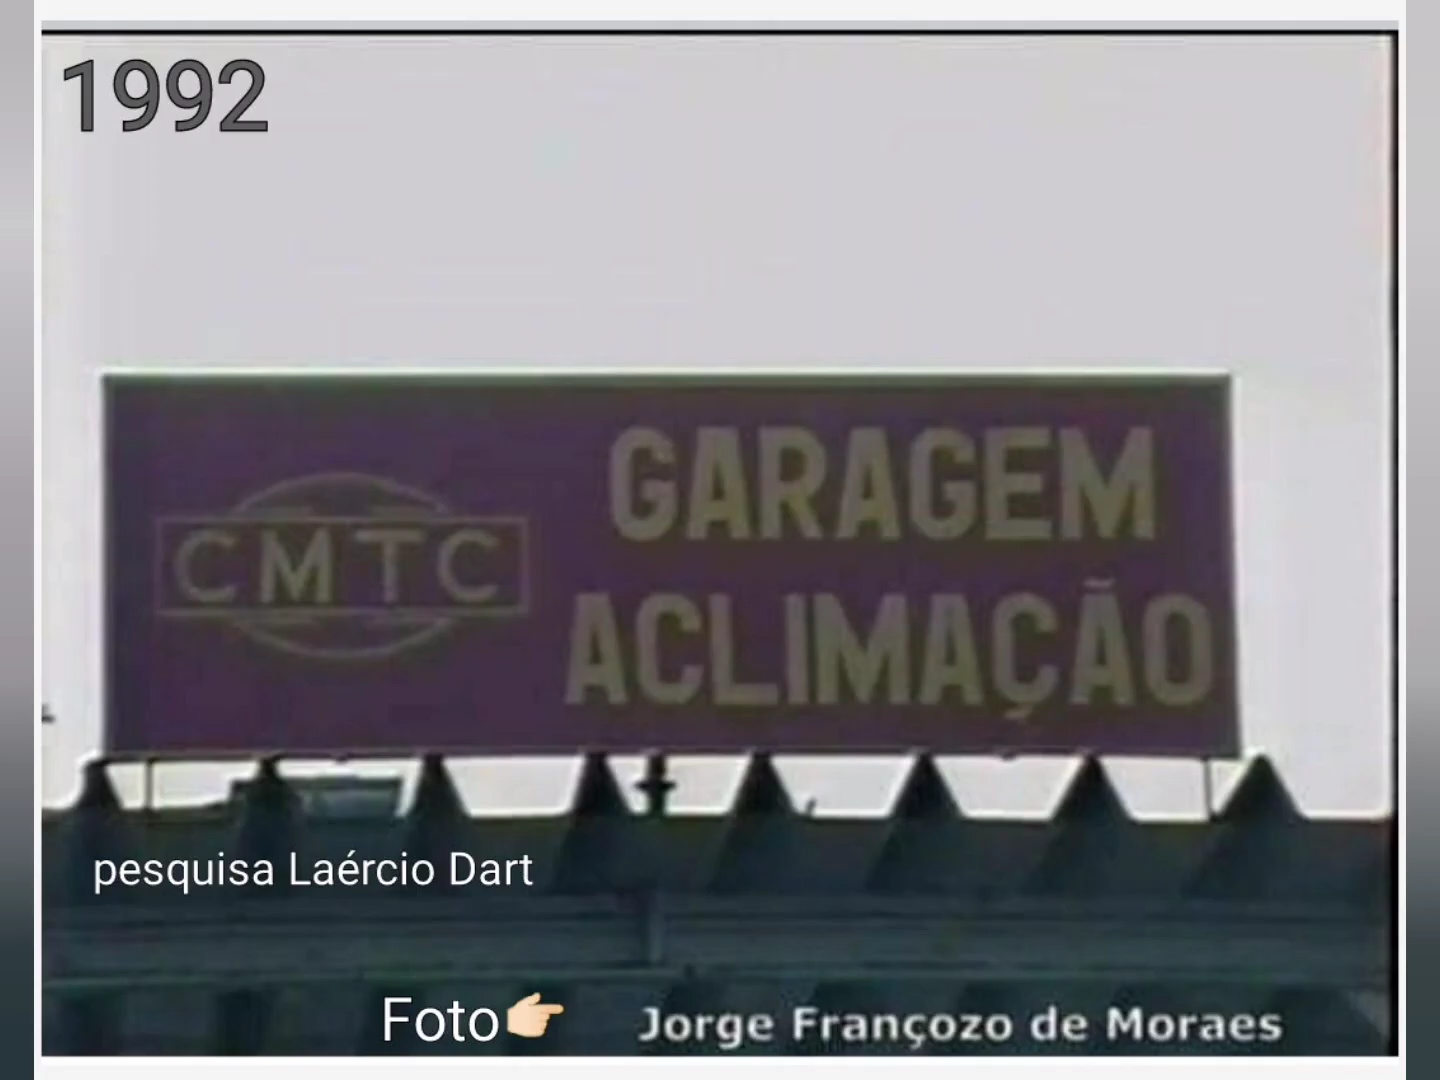 1992
GARAGEM
CMTC
ACLIMAÇÃO
pesquisa Laércio Dart
Foto👉🏻 Jorge Françozo de Moraes